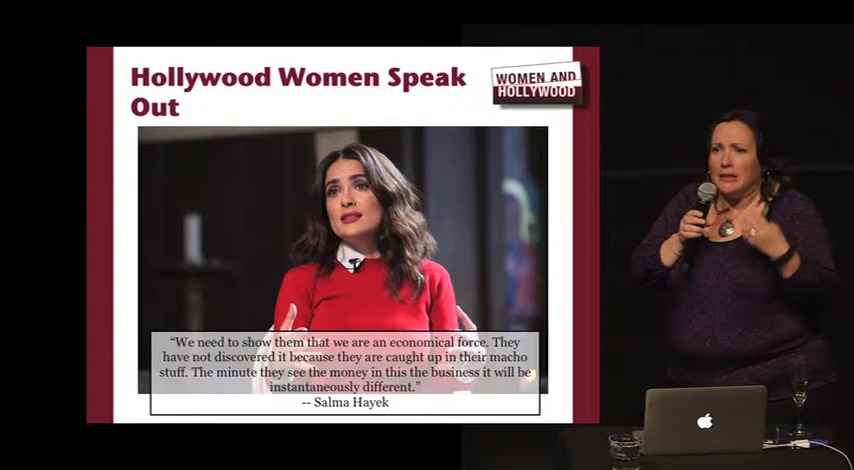 Hollywood Women Speak
Out
WOMEN AND
HOLLYWOOD
“We need to show them that we are an economical force. They
have not discovered it because they are caught up in their macho
stuff. The minute they see the money in this the business it will be
instantaneously different.”
-- Salma Hayek